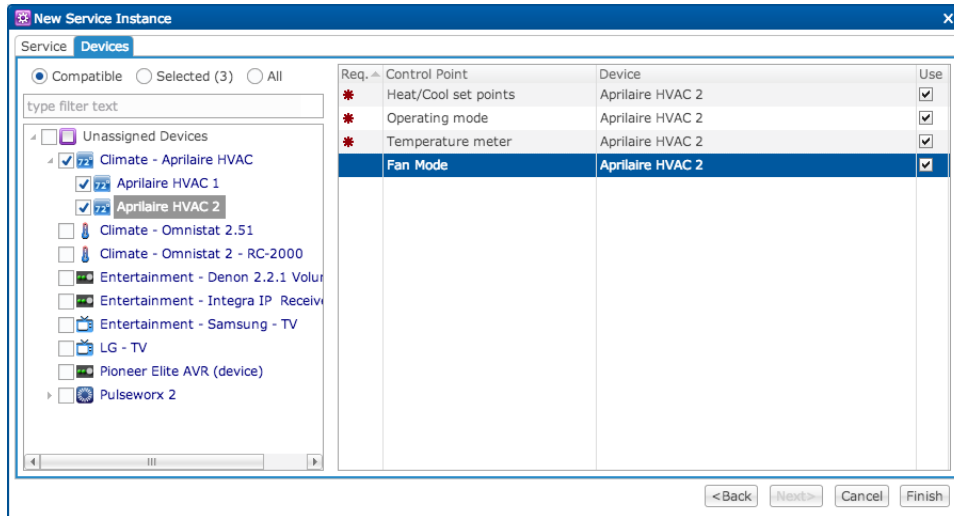 New Service Instance
Service Devices
Compatible Selected (3) All
type filter text
Unassigned Devices
Climate - Aprilaire HVAC
Aprilaire HVAC 1
Aprilaire HVAC 2
Climate - Omnistat 2.51
Climate - Omnistat 2 - RC-2000
Entertainment - Denon 2.2.1 Volu
Entertainment - Integra IP Receiv
Entertainment - Samsung - TV
LG - TV
Pioneer Elite AVR (device)
Pulseworx 2
Req. Control Point Device Use
Heat/Cool set points Aprilaire HVAC 2
Operating mode Aprilaire HVAC 2
Temperature meter Aprilaire HVAC 2
Fan Mode Aprilaire HVAC 2
<Back Next> Cancel Finish